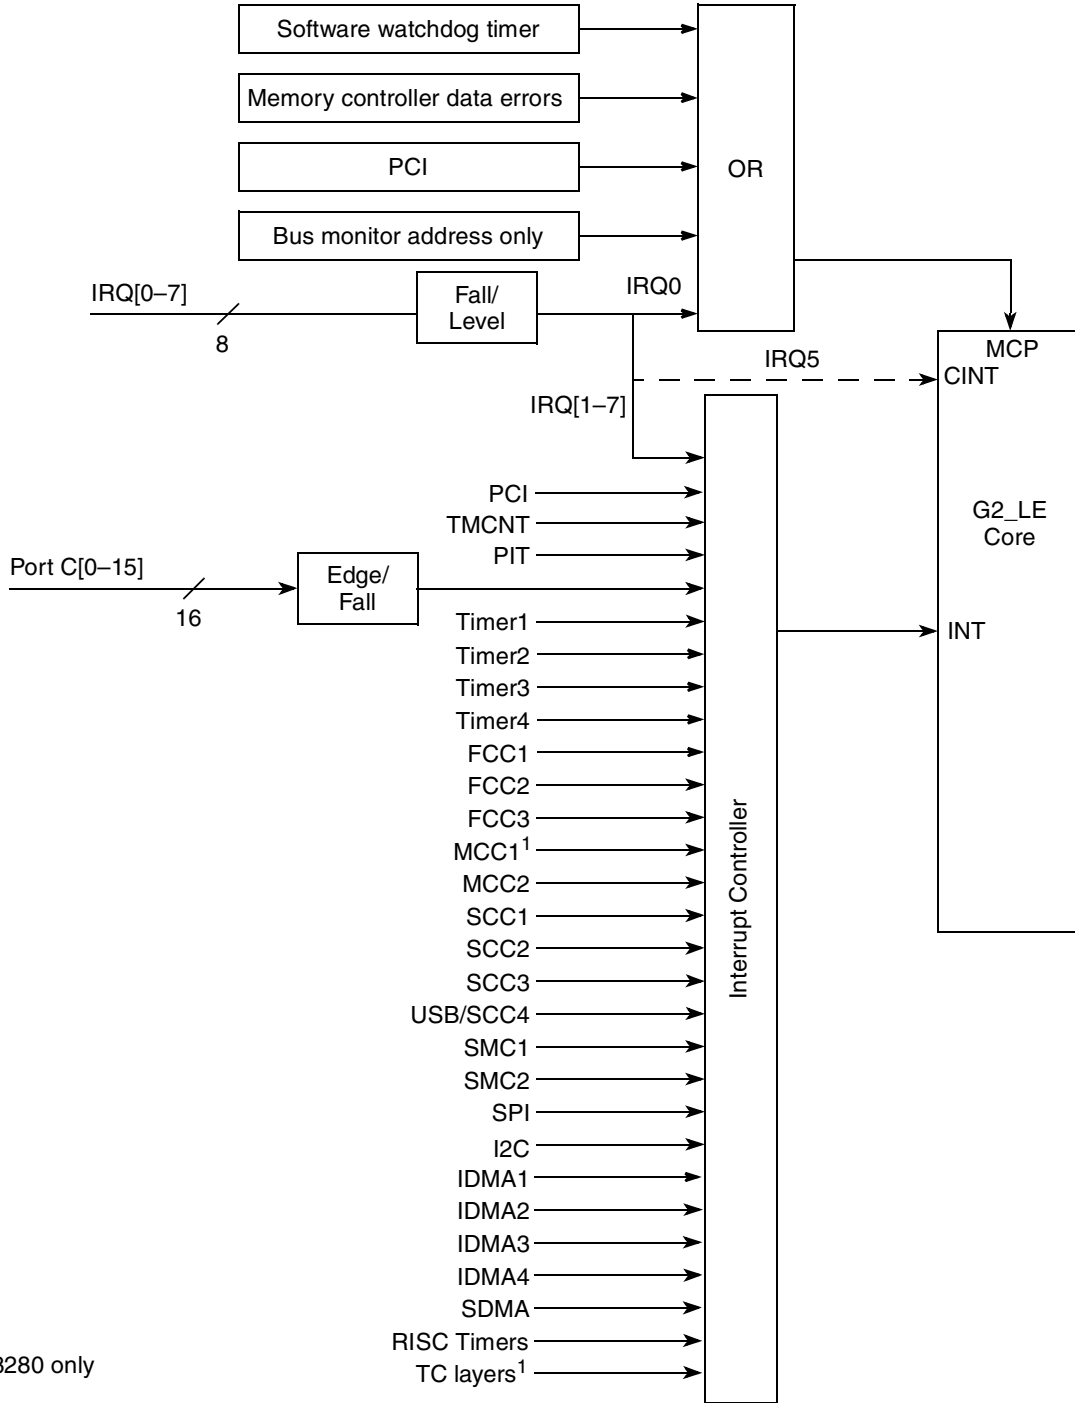 Software watchdog timer
Memory controller data errors
PCI
OR
Bus monitor address only
IRQ[0–7]
8
Fall/
Level
IRQ0
IRQ5
MCP
CINT
IRQ[1–7]
G2_LE
Core
PCI
TMCNT
PIT
Port C[0–15]
16
Edge/
Fall
INT
Timer1
Timer2
Timer3
Timer4
FCC1
FCC2
FCC3
MCC1¹
MCC2
SCC1
SCC2
SCC3
USB/SCC4
SMC1
SMC2
SPI
I2C
IDMA1
IDMA2
IDMA3
IDMA4
SDMA
RISC Timers
TC layers¹
Interrupt Controller
8280 only